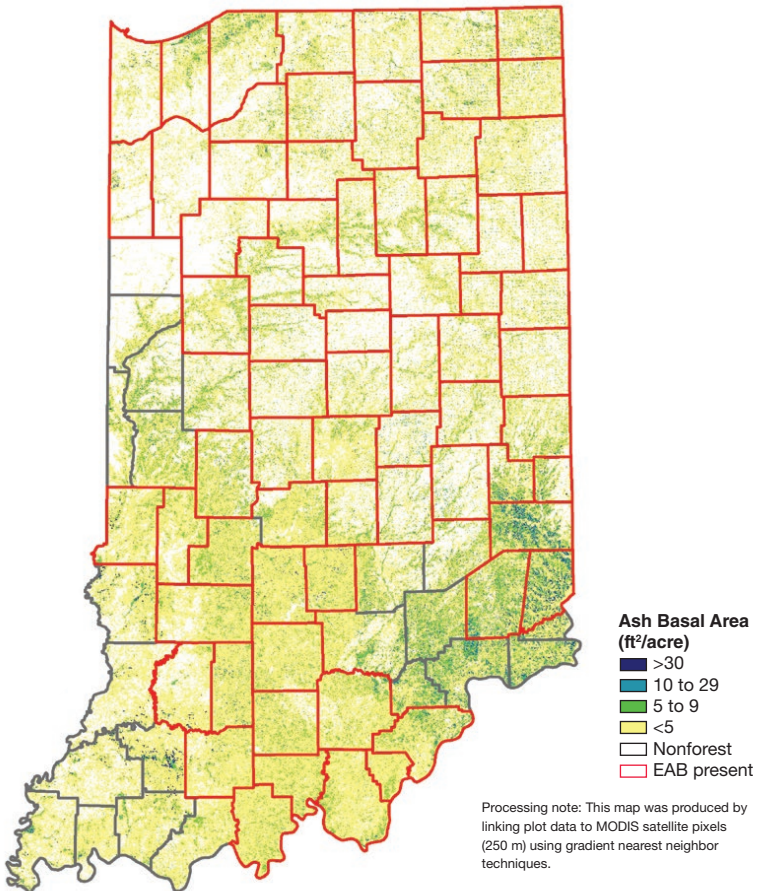 Ash Basal Area
(ft²/acre)
>30
10 to 29
5 to 9
<5
Nonforest
EAB present
Processing note: This map was produced by
linking plot data to MODIS satellite pixels
(250 m) using gradient nearest neighbor
techniques.